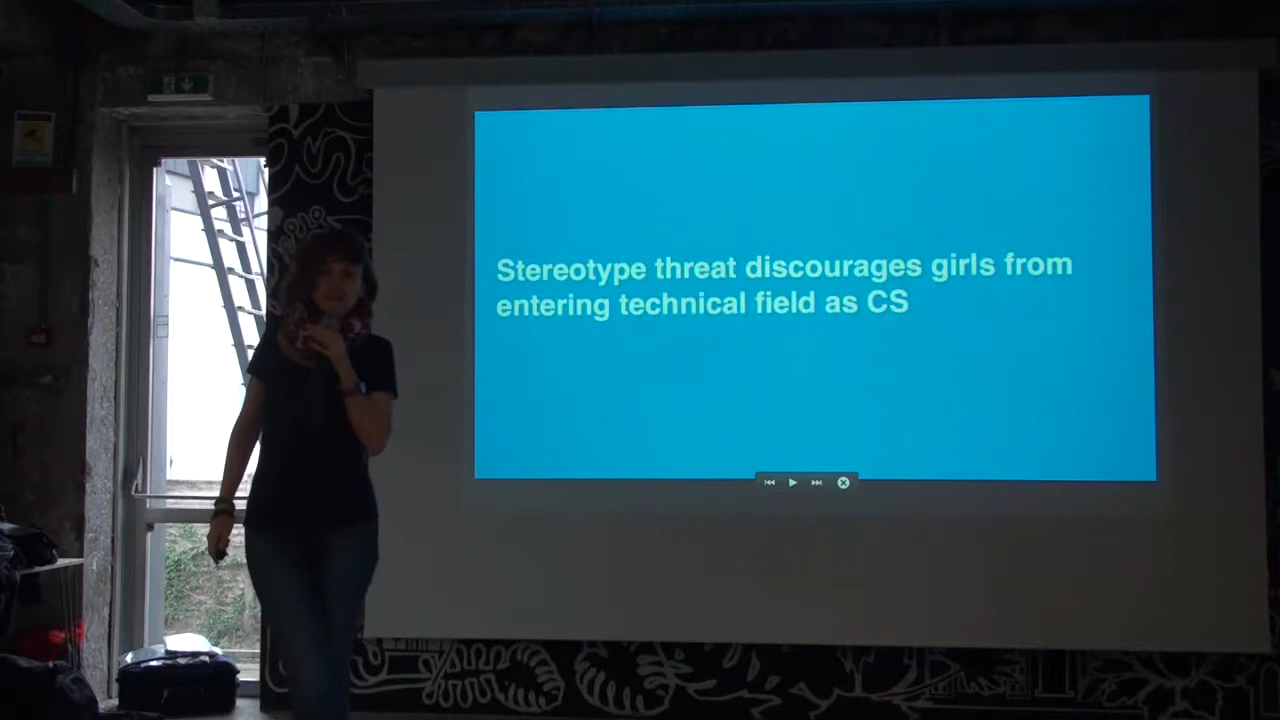 Stereotype threat discourages girls from
entering technical field as CS